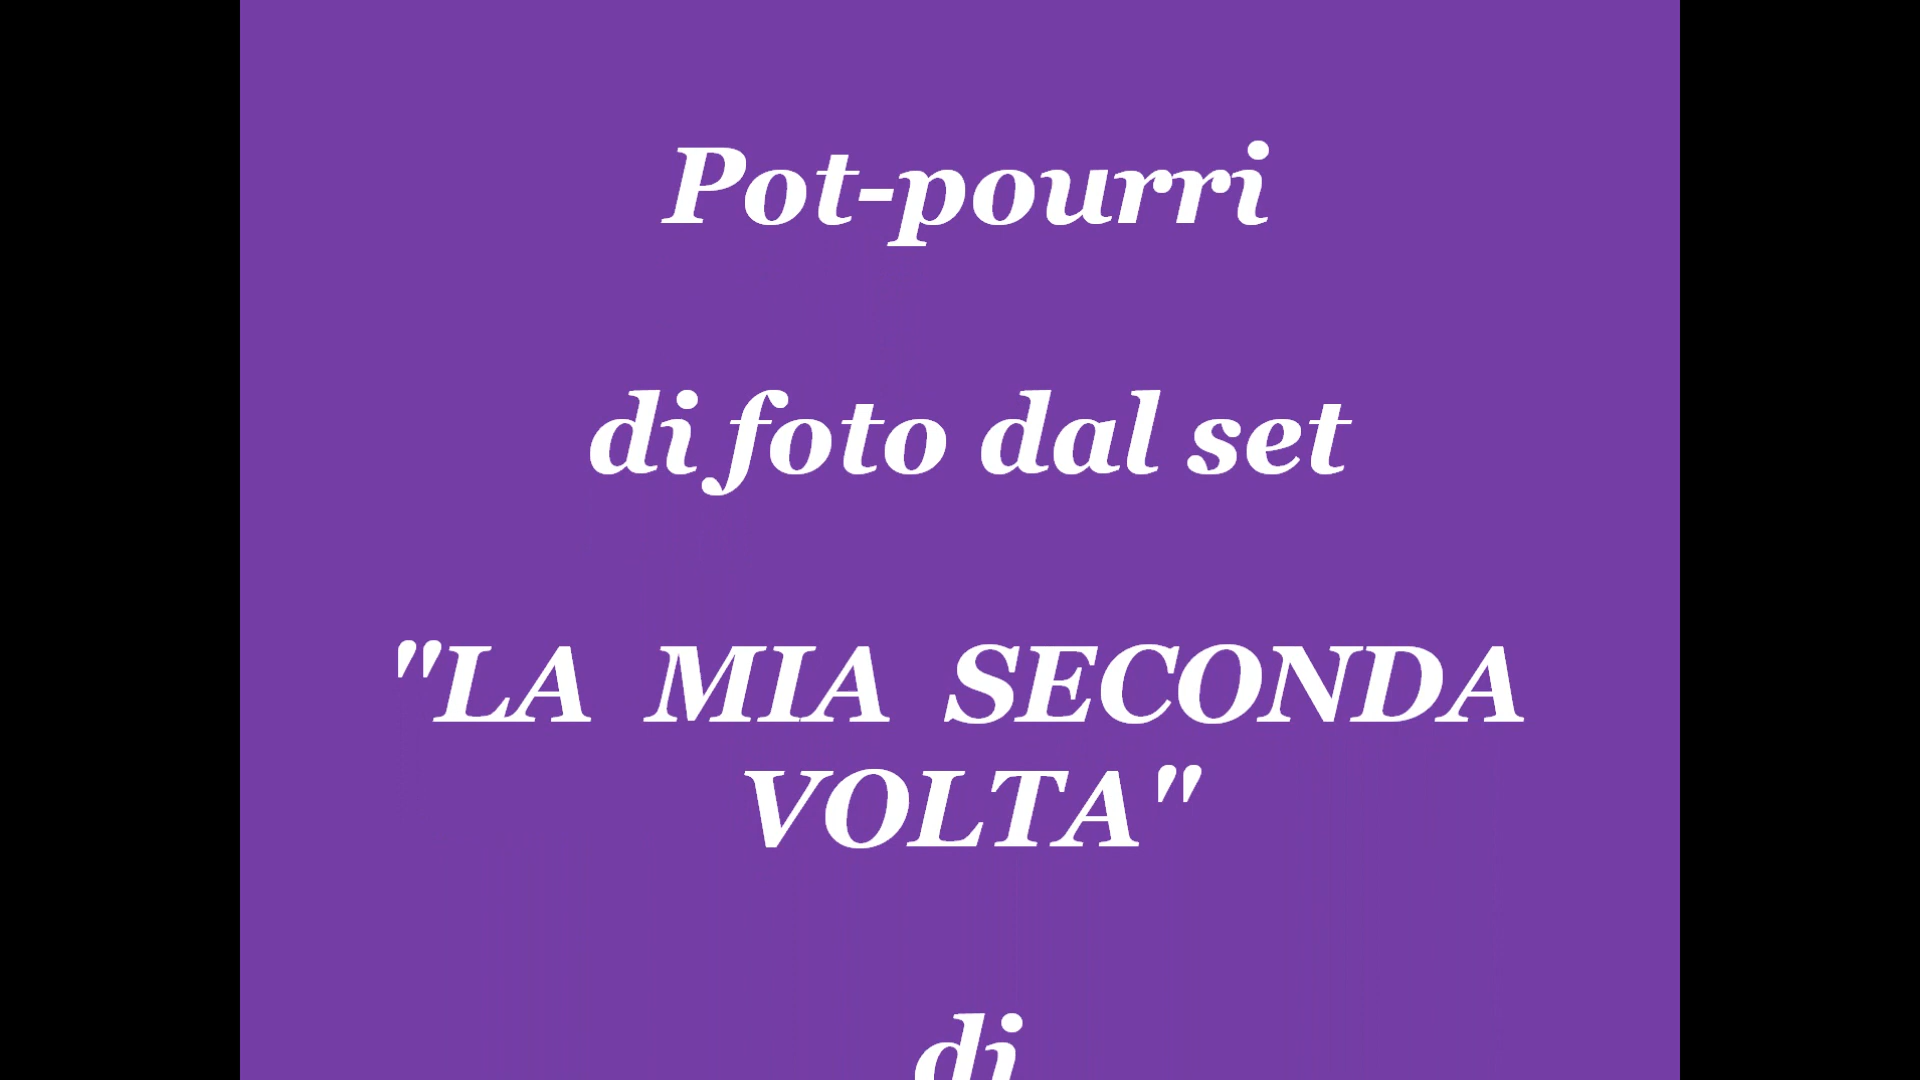 Pot-pourri
di foto dal set
"LA MIA SECONDA
VOLTA"
di